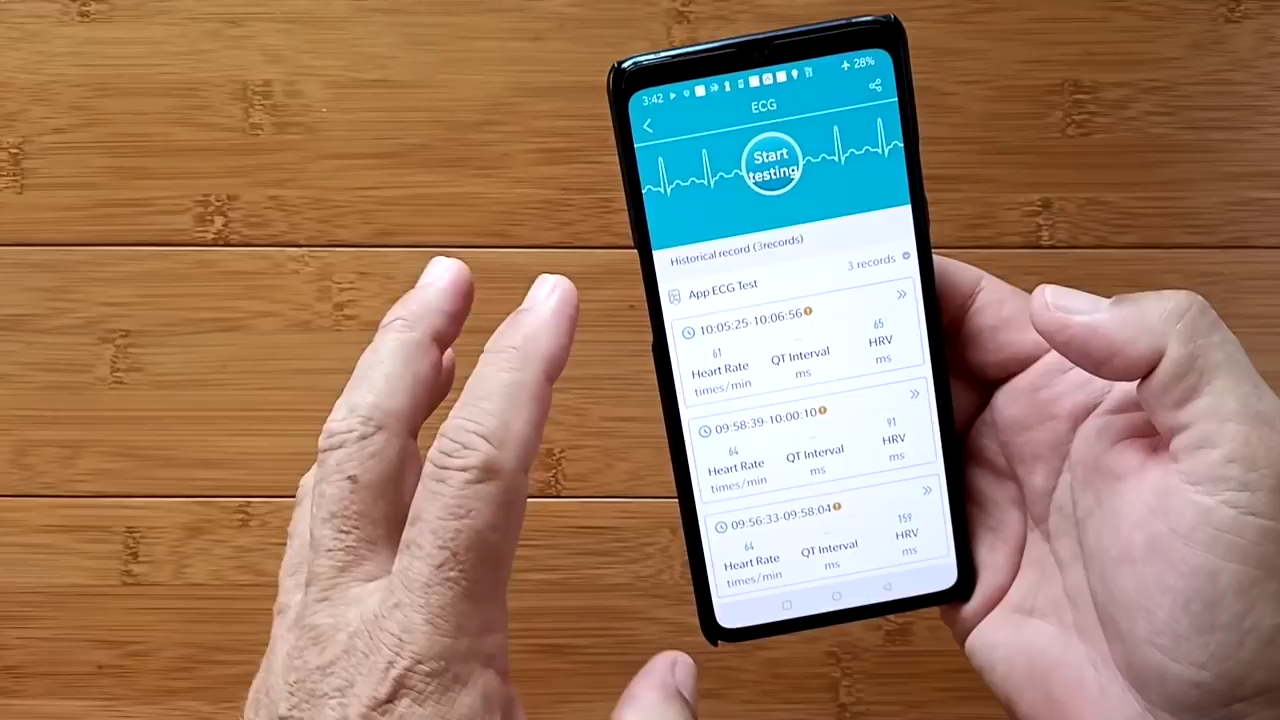 3:42
28%
ECG
Start
testing
Historical record (3records)
App ECG Test
3 records
10:05:25-10:06:56
61
--
65
Heart Rate
QT Interval
HRV
times/min
ms
ms
09:58:39-10:00:10
64
--
91
Heart Rate
QT Interval
HRV
times/min
ms
ms
09:56:33-09:58:04
64
--
159
Heart Rate
QT Interval
HRV
times/min
ms
ms